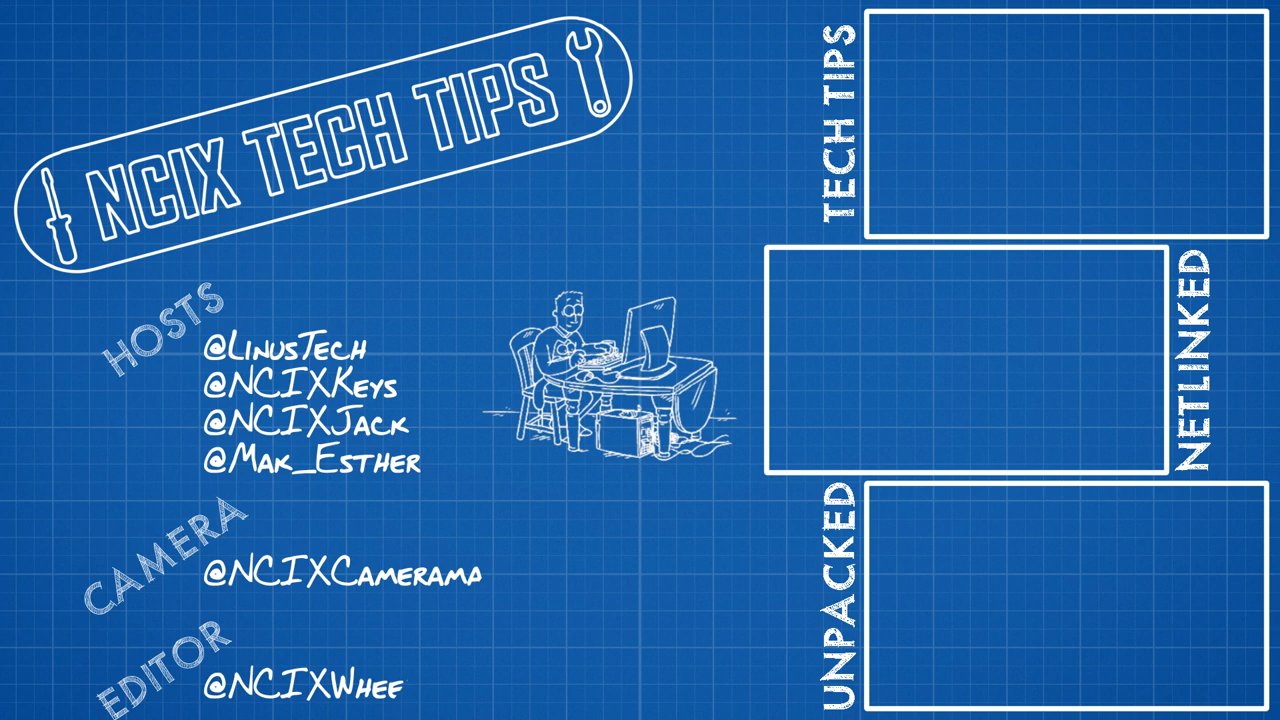 NCIX TECH TIPS
HOSTS
@LINUSTECH
@NCIXKEYS
@NCIXJACK
@MAK_ESTHER
CAMERA
@NCIXCAMERAMA
EDITOR
@NCIXWHEE
TECH TIPS
NETLINKED
UNPACKED